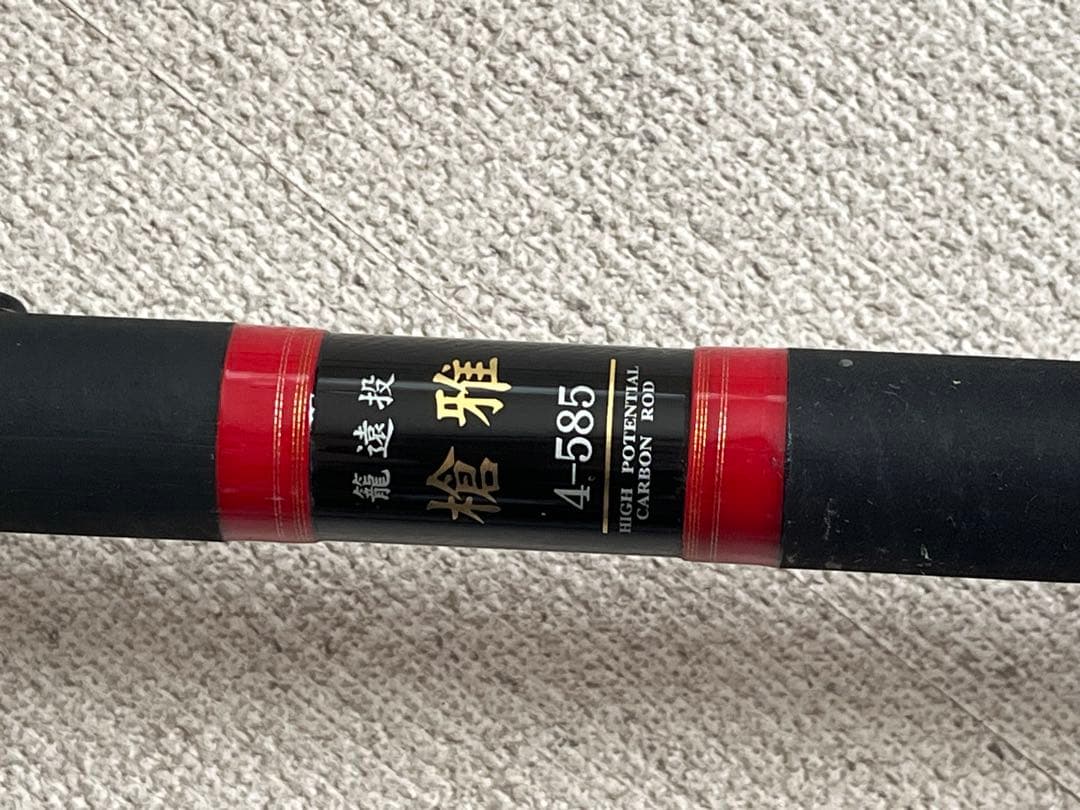 籠遠投
槍雅
4-585
HIGH POTENTIAL
CARBON ROD